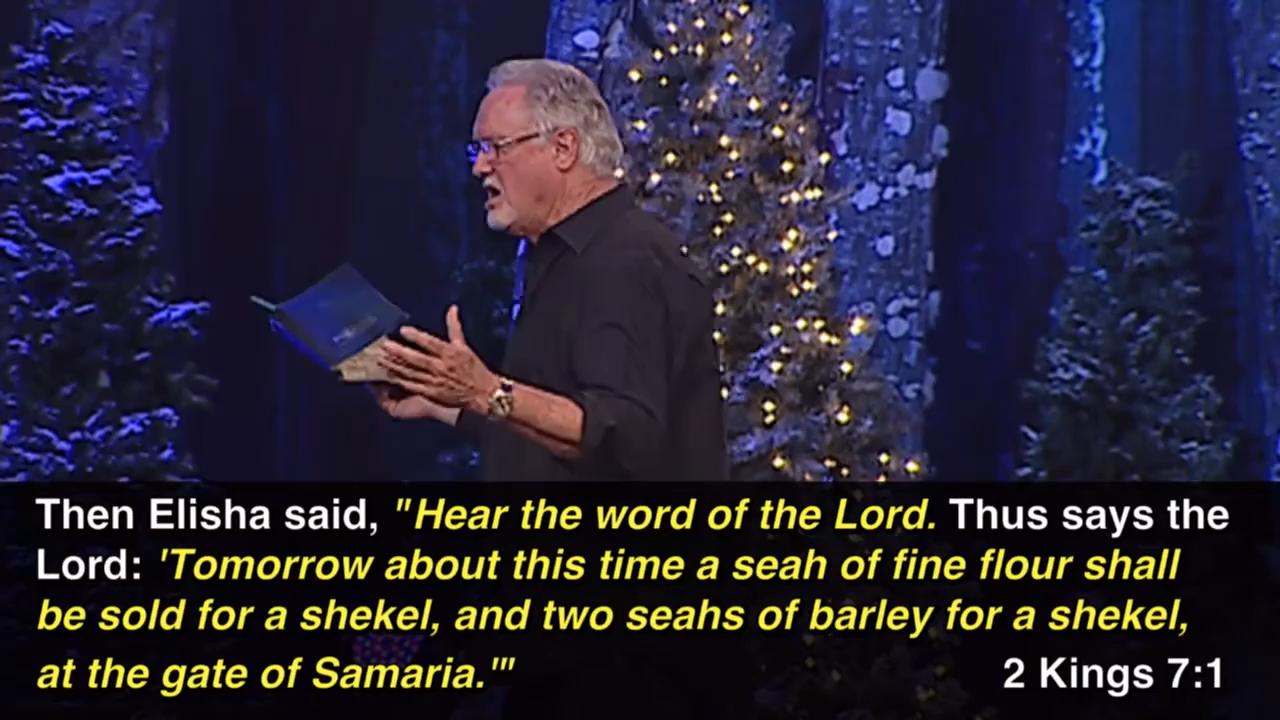 Then Elisha said, "Hear the word of the Lord. Thus says the
Lord: 'Tomorrow about this time a seah of fine flour shall
be sold for a shekel, and two seahs of barley for a shekel,
at the gate of Samaria.'"
2 Kings 7:1